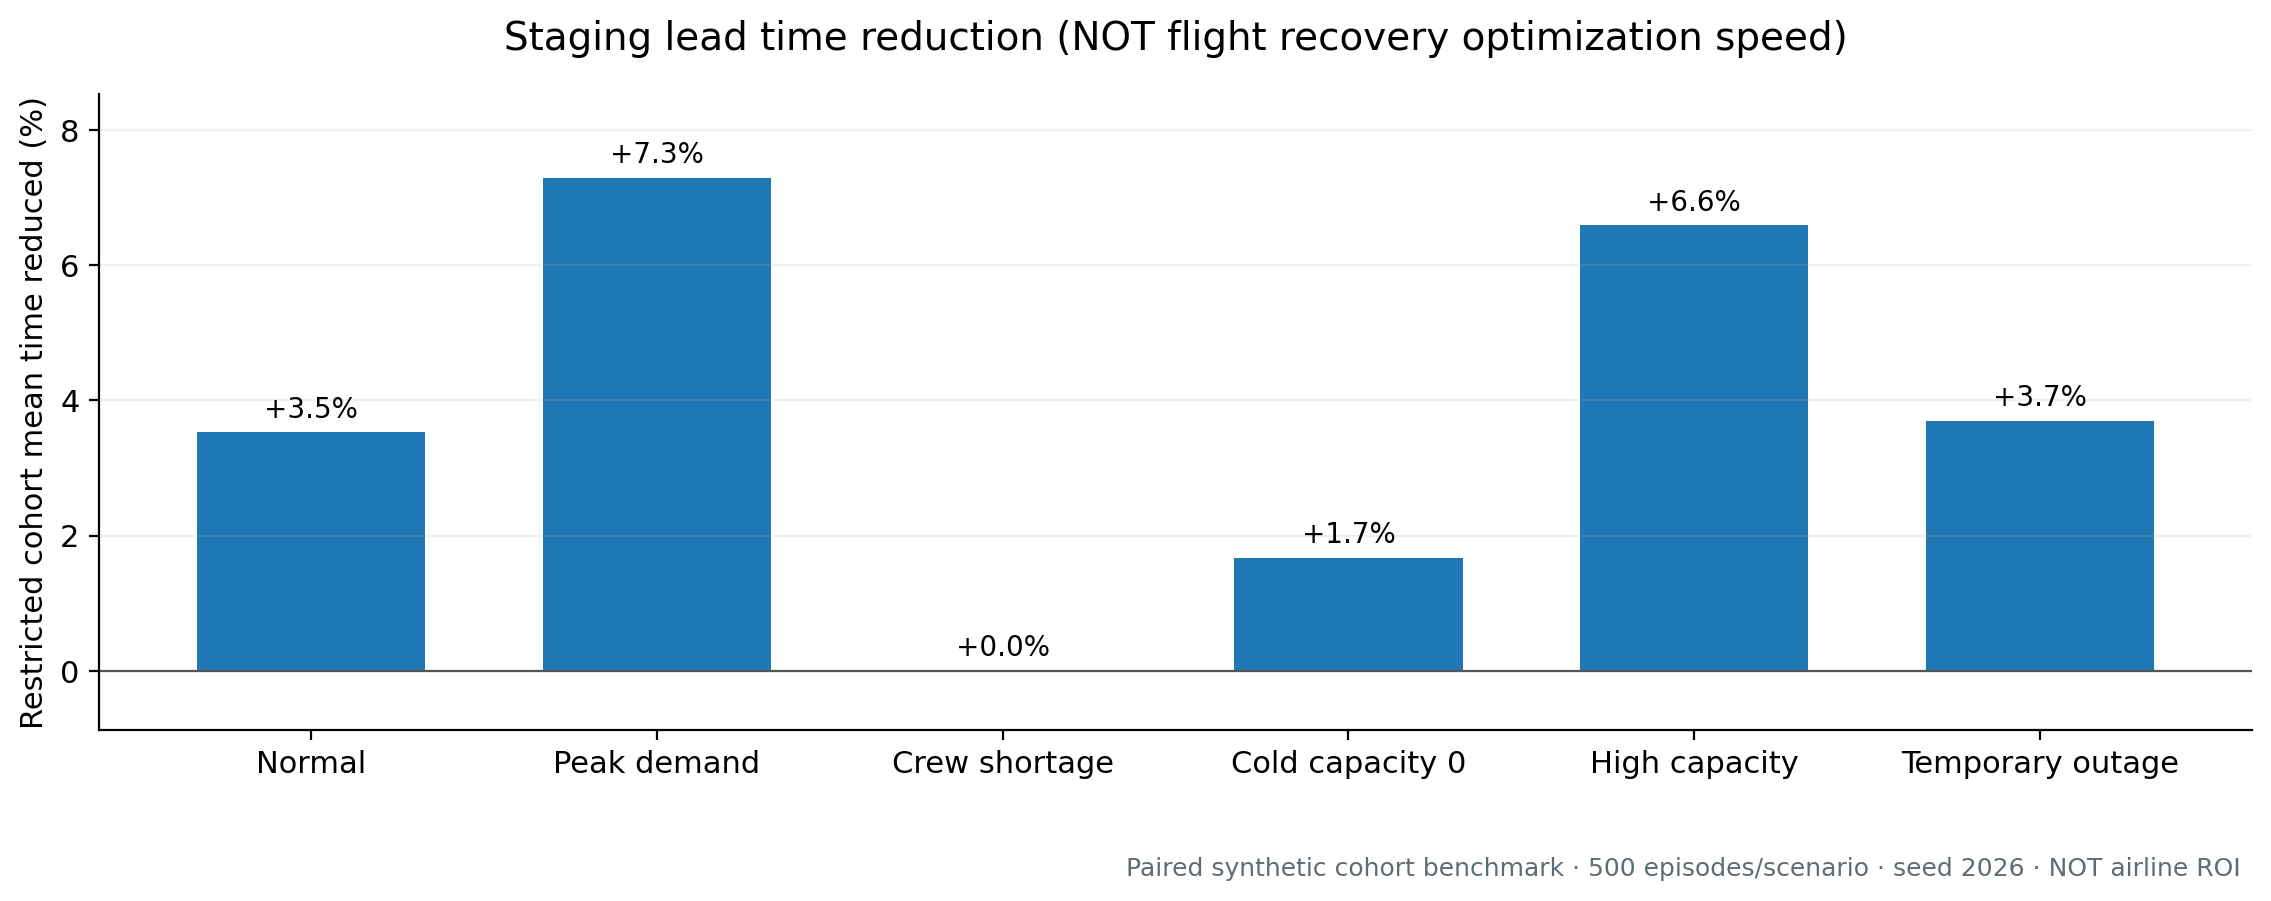 Staging lead time reduction (NOT flight recovery optimization speed)
Restricted cohort mean time reduced (%)
8
6
4
2
0
+3.5%
+7.3%
+0.0%
+1.7%
+6.6%
+3.7%
Normal
Peak demand
Crew shortage
Cold capacity 0
High capacity
Temporary outage
Paired synthetic cohort benchmark · 500 episodes/scenario · seed 2026 · NOT airline ROI